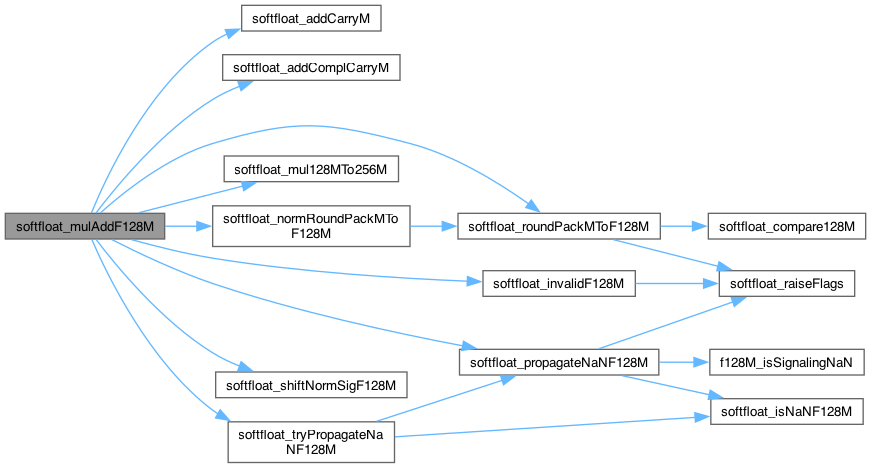 softfloat_addCarryM
softfloat_addComplCarryM
softfloat_mul128MTo256M
softfloat_mulAddF128M
softfloat_normRoundPackMTo
F128M
softfloat_roundPackMToF128M
softfloat_compare128M
softfloat_invalidF128M
softfloat_raiseFlags
softfloat_propagateNaNF128M
f128M_isSignalingNaN
softfloat_shiftNormSigF128M
softfloat_isNaNF128M
softfloat_tryPropagateNa
NF128M